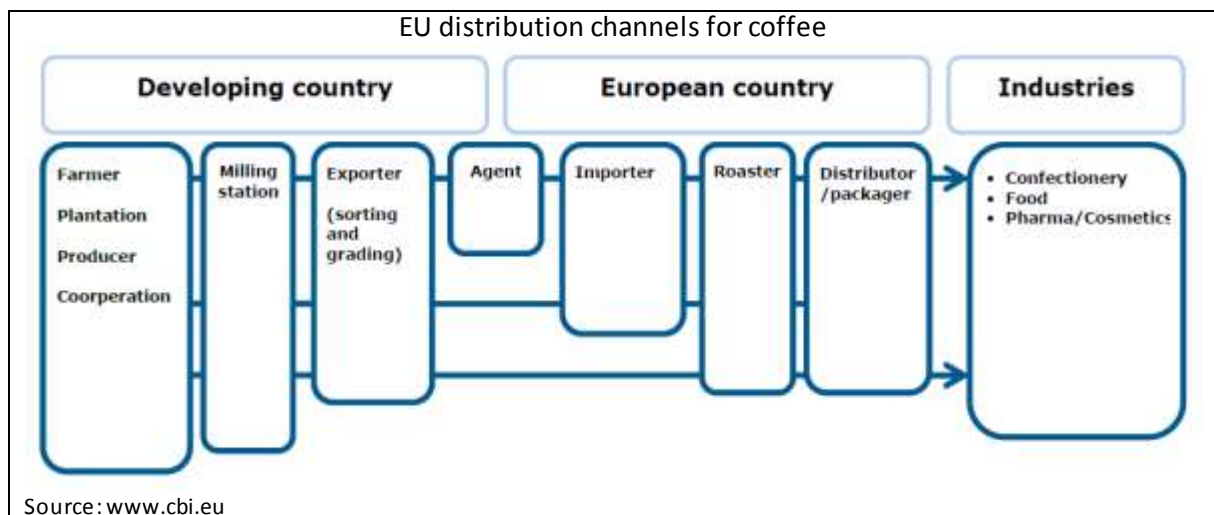 EU distribution channels for coffee
Developing country
European country
Industries
Farmer
Plantation
Producer
Coorperation
Milling
station
Exporter
(sorting
and
grading)
Agent
Importer
Roaster
Distributor
/packager
• Confectionery
• Food
• Pharma/Cosmetics
Source: www.cbi.eu